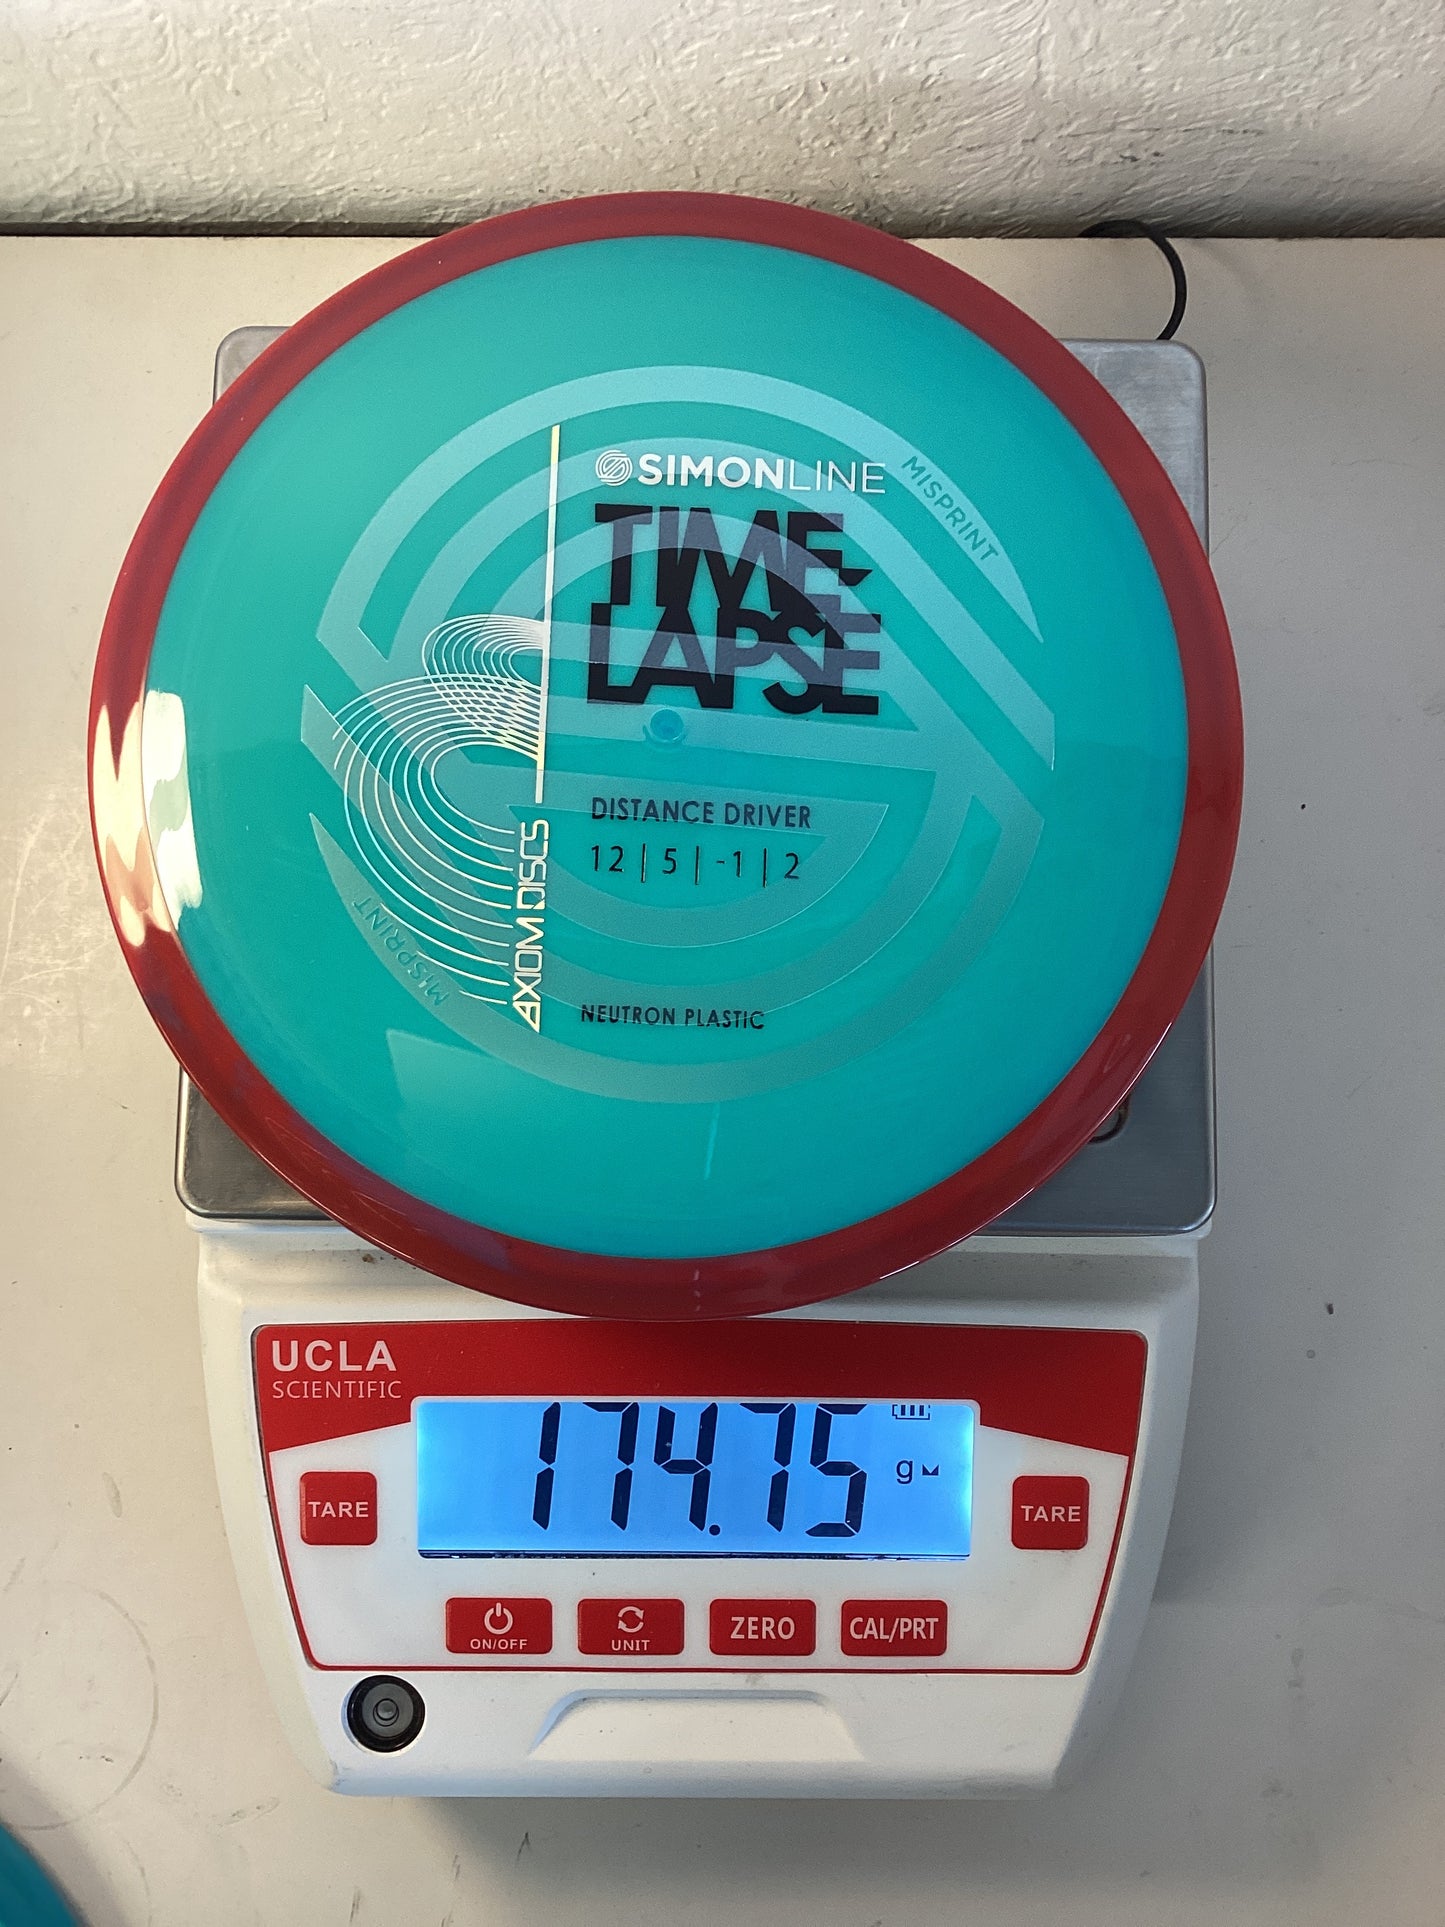 SIMONLINE
MISPRINT
TIME
LAPSE
DISTANCE DRIVER
12 | 5 | -1 | 2
AXIOM DISCS
MISPRINT
NEUTRON PLASTIC
UCLA
SCIENTIFIC
174.75
g
TARE
TARE
ON/OFF
UNIT
ZERO
CAL/PRT